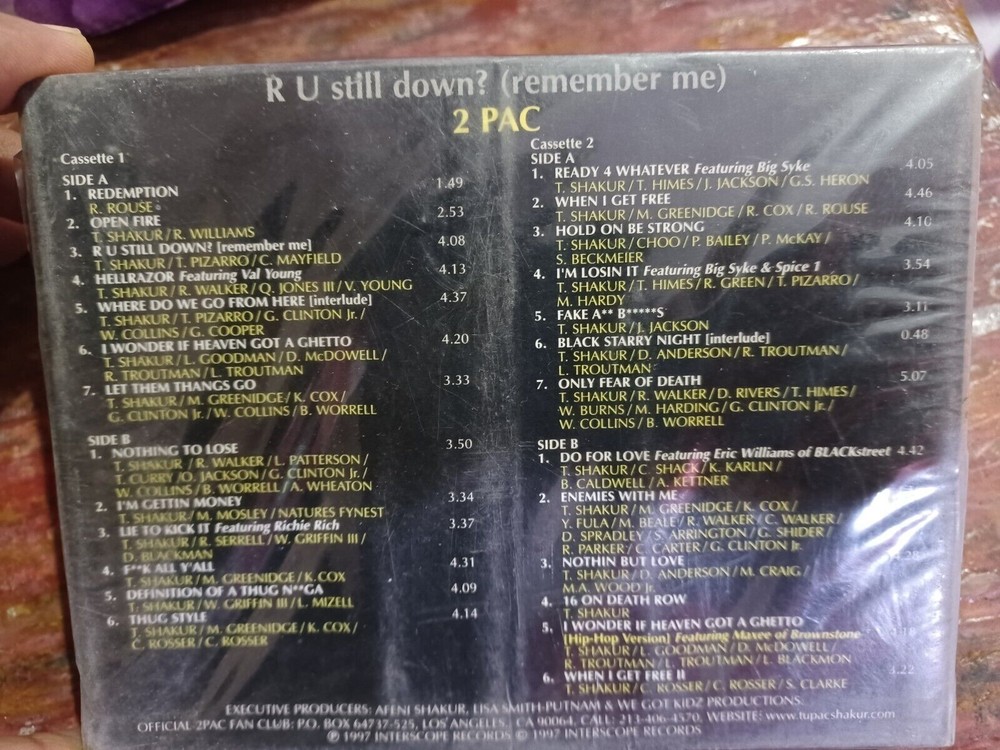 R U still down? (remember me)
2 PAC
Cassette 1
SIDE A
1. REDEMPTION 1.49
R. ROUSE
2. OPEN FIRE 2.53
T. SHAKUR / R. WILLIAMS
3. R U STILL DOWN? [remember me] 4.08
T. SHAKUR / T. PIZARRO / C. MAYFIELD
4. HELLRAZOR Featuring Val Young 4.13
T. SHAKUR / R. WALKER / Q. JONES III / V. YOUNG
5. WHERE DO WE GO FROM HERE [interlude] 4.37
T. SHAKUR / T. PIZARRO / G. CLINTON Jr. /
W. COLLINS / G. COOPER
6. I WONDER IF HEAVEN GOT A GHETTO 4.20
T. SHAKUR / L. GOODMAN / D. McDOWELL /
R. TROUTMAN / L. TROUTMAN
7. LET THEM THANGS GO 3.33
T. SHAKUR / M. GREENIDGE / K. COX /
G. CLINTON Jr. / W. COLLINS / B. WORRELL
SIDE B
1. NOTHING TO LOSE 3.50
T. SHAKUR / R. WALKER / L. PATTERSON /
T. CURRY / O. JACKSON / G. CLINTON Jr. /
W. COLLINS / B. WORRELL / A. WHEATON
2. I'M GETTIN MONEY 3.34
T. SHAKUR / M. MOSLEY / NATURES FYNEST
3. LIE TO KICK IT Featuring Richie Rich 3.37
T. SHAKUR / R. SERRELL / W. GRIFFIN III /
D. BLACKMAN
4. F**K ALL Y'ALL 4.31
T. SHAKUR / M. GREENIDGE / K. COX
5. DEFINITION OF A THUG N**GA 4.09
T. SHAKUR / W. GRIFFIN III / L. MIZELL
6. THUG STYLE 4.14
T. SHAKUR / M. GREENIDGE / K. COX /
C. ROSSER / C. ROSSER
Cassette 2
SIDE A
1. READY 4 WHATEVER Featuring Big Syke 4.05
T. SHAKUR / T. HIMES / J. JACKSON / G.S. HERON
2. WHEN I GET FREE 4.46
T. SHAKUR / M. GREENIDGE / R. COX / R. ROUSE
3. HOLD ON BE STRONG 4.10
T. SHAKUR / CHOO / P. BAILEY / P. McKAY /
S. BECKMEIER
4. I'M LOSIN IT Featuring Big Syke & Spice 1 3.54
T. SHAKUR / T. HIMES / R. GREEN / T. PIZARRO /
M. HARDY
5. FAKE A** B*****S 3.11
T. SHAKUR / J. JACKSON
6. BLACK STARRY NIGHT [interlude] 0.48
T. SHAKUR / D. ANDERSON / R. TROUTMAN /
L. TROUTMAN
7. ONLY FEAR OF DEATH 5.07
T. SHAKUR / R. WALKER / D. RIVERS / T. HIMES /
W. BURNS / M. HARDING / G. CLINTON Jr. /
W. COLLINS / B. WORRELL
SIDE B
1. DO FOR LOVE Featuring Eric Williams of BLACKstreet 4.42
T. SHAKUR / C. SHACK / K. KARLIN /
B. CALDWELL / A. KETTNER
2. ENEMIES WITH ME
T. SHAKUR / M. GREENIDGE / K. COX /
Y. FULA / M. BEALE / R. WALKER / C. WALKER /
D. SPRADLEY / S. ARRINGTON / G. SHIDER /
R. PARKER / C. CARTER / G. CLINTON Jr.
3. NOTHIN BUT LOVE
T. SHAKUR / D. ANDERSON / M. CRAIG /
M.A. WOOD Jr.
4. 16 ON DEATH ROW
T. SHAKUR
5. I WONDER IF HEAVEN GOT A GHETTO
[Hip-Hop Version] Featuring Maxee of Brownstone
T. SHAKUR / L. GOODMAN / D. McDOWELL /
R. TROUTMAN / L. TROUTMAN / L. BLACKMON
6. WHEN I GET FREE II 3.22
T. SHAKUR / C. ROSSER / C. ROSSER / S. CLARKE
EXECUTIVE PRODUCERS: AFENI SHAKUR, LISA SMITH-PUTNAM & WE GOT KIDZ PRODUCTIONS.
OFFICIAL 2PAC FAN CLUB: P.O. BOX 64737-525, LOS ANGELES, CA 90064, CALL: 213-406-4570. WEBSITE: www.tupacshakur.com
℗ 1997 INTERSCOPE RECORDS © 1997 INTERSCOPE RECORDS